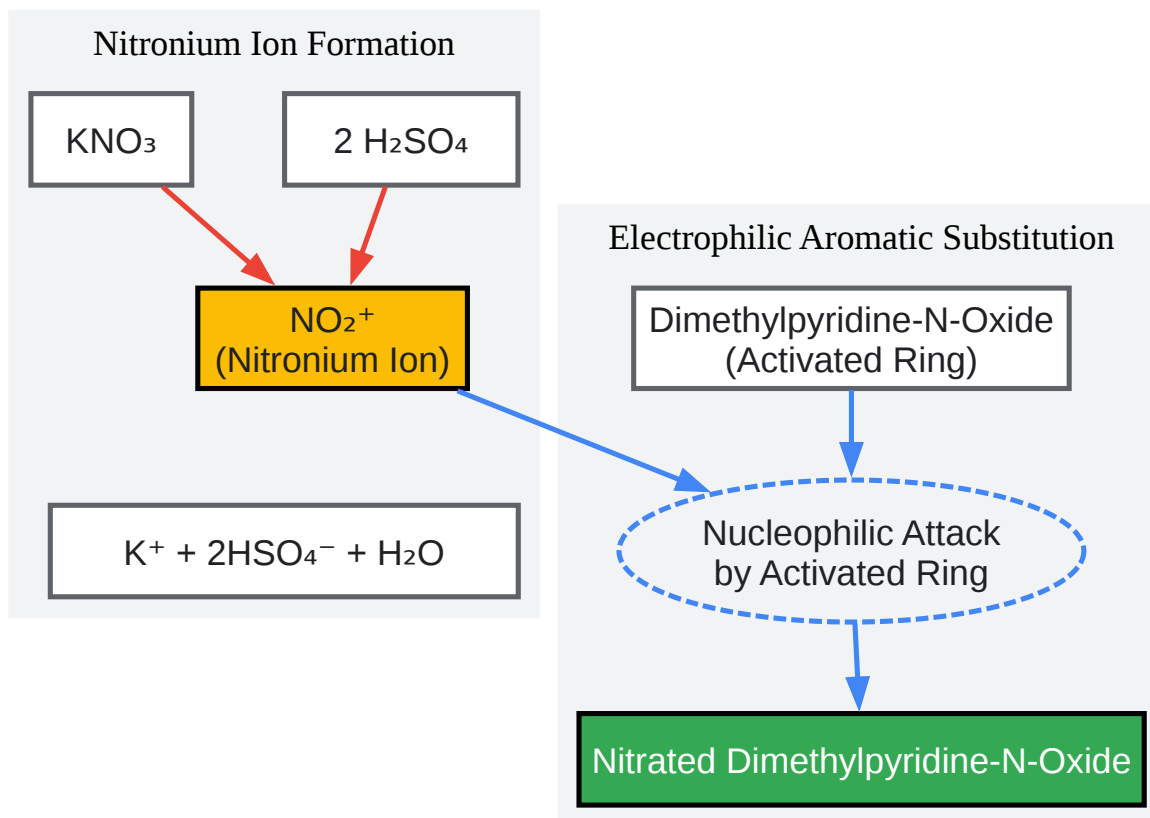 Nitronium Ion Formation
KNO₃
2 H₂SO₄
NO₂⁺
(Nitronium Ion)
K⁺ + 2HSO₄⁻ + H₂O
Electrophilic Aromatic Substitution
Dimethylpyridine-N-Oxide
(Activated Ring)
Nucleophilic Attack
by Activated Ring
Nitrated Dimethylpyridine-N-Oxide